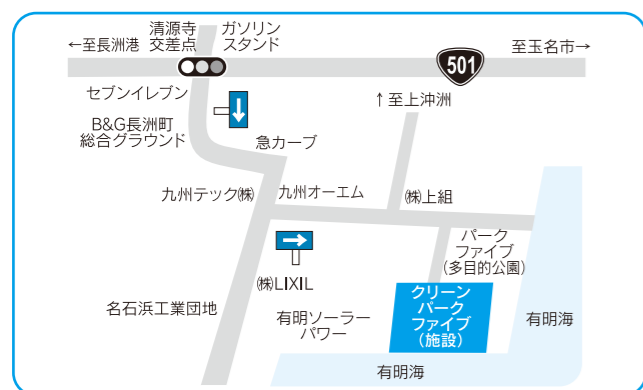 清源寺
交差点
ガソリン
スタンド
←至長洲港
至玉名市→
501
セブンイレブン
↑至上沖洲
B&G長洲町
総合グラウンド
急カーブ
九州テック㈱
九州オーエム
㈱上組
パーク
ファイブ
(多目的公園)
㈱LIXIL
クリーン
パーク
ファイブ
(施設)
名石浜工業団地
有明ソーラー
パワー
有明海
有明海